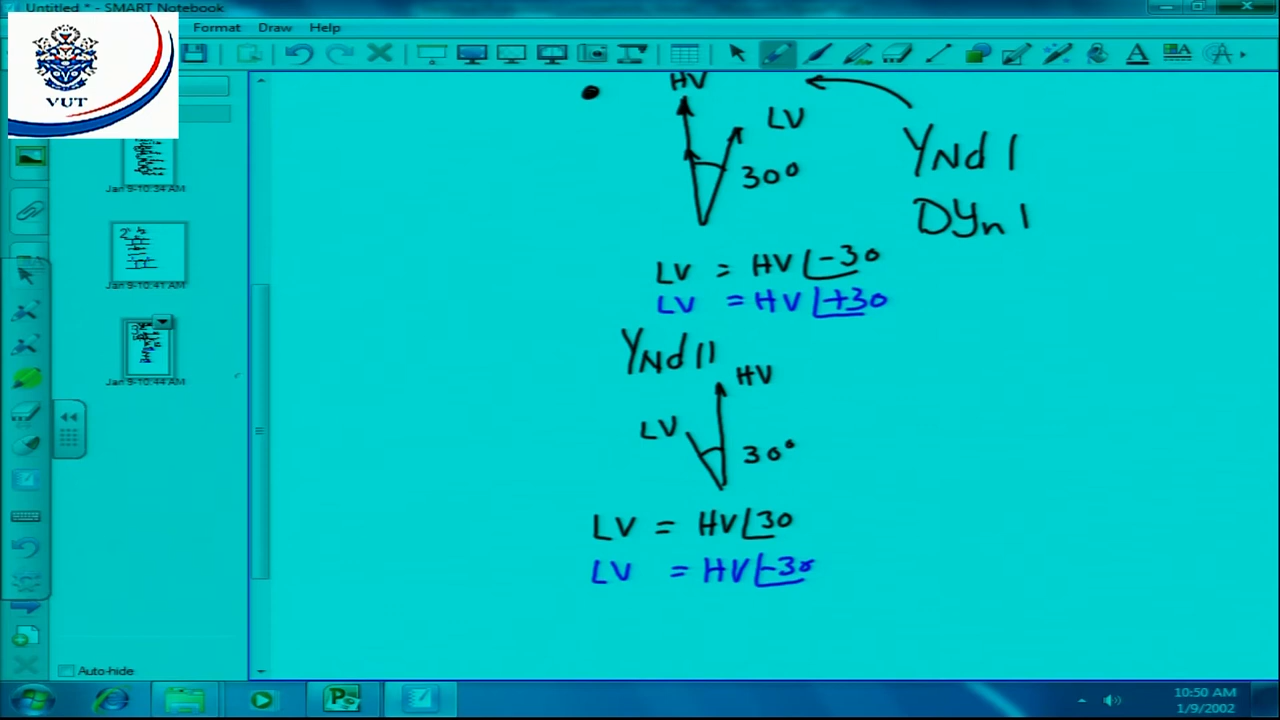 Untitled * - SMART Notebook
Format Draw Help
VUT
Jan 9-10:34 AM
Jan 9-10:41 AM
Jan 9-10:44 AM
HV
LV
30°
YNd 1
DYn 1
LV = HV∠-30
LV = HV∠+30
YNd 11
HV
LV
30°
LV = HV∠30
LV = HV∠-30
Auto-hide
10:50 AM
1/9/2002